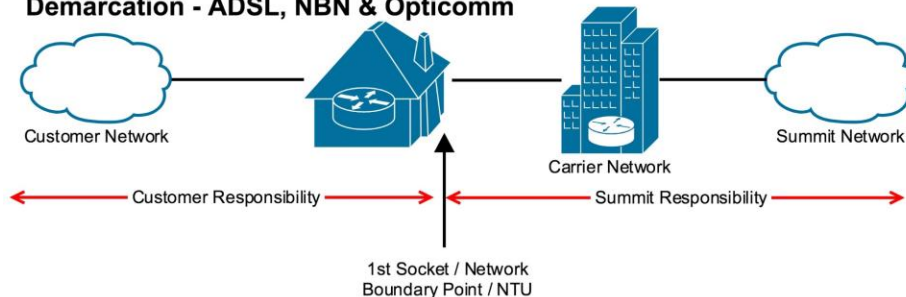 Demarcation - ADSL, NBN & Opticomm
Customer Network
Summit Network
Carrier Network
Customer Responsibility
Summit Responsibility
1st Socket / Network
Boundary Point / NTU